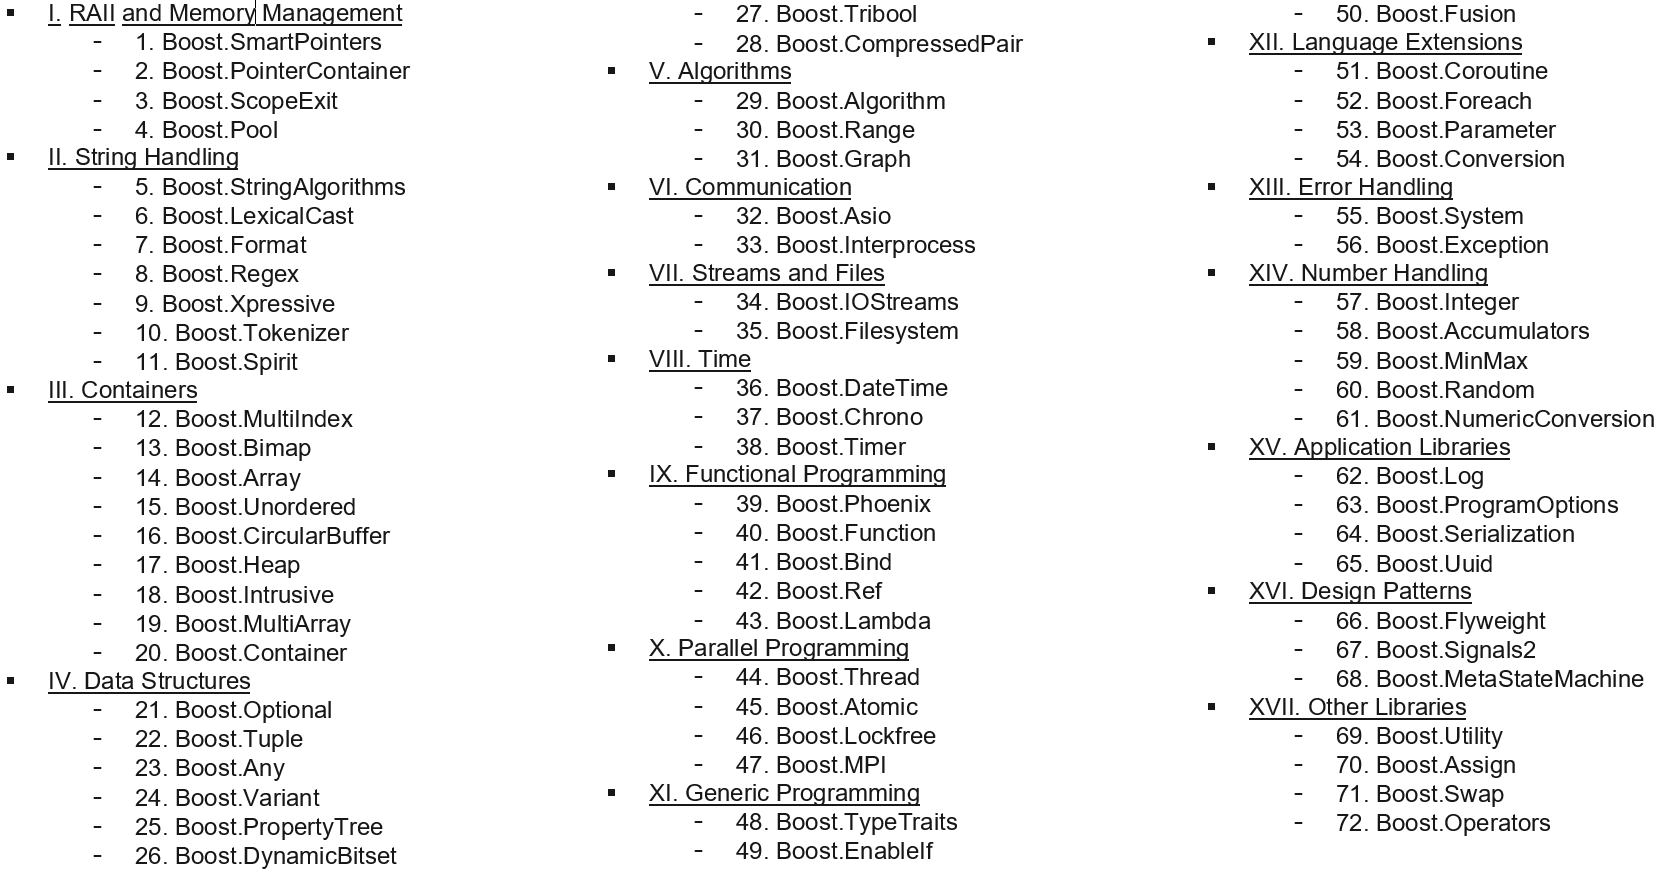 ▪ I. RAII and Memory Management
- 1. Boost.SmartPointers
- 2. Boost.PointerContainer
- 3. Boost.ScopeExit
- 4. Boost.Pool
▪ II. String Handling
- 5. Boost.StringAlgorithms
- 6. Boost.LexicalCast
- 7. Boost.Format
- 8. Boost.Regex
- 9. Boost.Xpressive
- 10. Boost.Tokenizer
- 11. Boost.Spirit
▪ III. Containers
- 12. Boost.MultiIndex
- 13. Boost.Bimap
- 14. Boost.Array
- 15. Boost.Unordered
- 16. Boost.CircularBuffer
- 17. Boost.Heap
- 18. Boost.Intrusive
- 19. Boost.MultiArray
- 20. Boost.Container
▪ IV. Data Structures
- 21. Boost.Optional
- 22. Boost.Tuple
- 23. Boost.Any
- 24. Boost.Variant
- 25. Boost.PropertyTree
- 26. Boost.DynamicBitset
- 27. Boost.Tribool
- 28. Boost.CompressedPair
▪ V. Algorithms
- 29. Boost.Algorithm
- 30. Boost.Range
- 31. Boost.Graph
▪ VI. Communication
- 32. Boost.Asio
- 33. Boost.Interprocess
▪ VII. Streams and Files
- 34. Boost.IOStreams
- 35. Boost.Filesystem
▪ VIII. Time
- 36. Boost.DateTime
- 37. Boost.Chrono
- 38. Boost.Timer
▪ IX. Functional Programming
- 39. Boost.Phoenix
- 40. Boost.Function
- 41. Boost.Bind
- 42. Boost.Ref
- 43. Boost.Lambda
▪ X. Parallel Programming
- 44. Boost.Thread
- 45. Boost.Atomic
- 46. Boost.Lockfree
- 47. Boost.MPI
▪ XI. Generic Programming
- 48. Boost.TypeTraits
- 49. Boost.EnableIf
- 50. Boost.Fusion
▪ XII. Language Extensions
- 51. Boost.Coroutine
- 52. Boost.Foreach
- 53. Boost.Parameter
- 54. Boost.Conversion
▪ XIII. Error Handling
- 55. Boost.System
- 56. Boost.Exception
▪ XIV. Number Handling
- 57. Boost.Integer
- 58. Boost.Accumulators
- 59. Boost.MinMax
- 60. Boost.Random
- 61. Boost.NumericConversion
▪ XV. Application Libraries
- 62. Boost.Log
- 63. Boost.ProgramOptions
- 64. Boost.Serialization
- 65. Boost.Uuid
▪ XVI. Design Patterns
- 66. Boost.Flyweight
- 67. Boost.Signals2
- 68. Boost.MetaStateMachine
▪ XVII. Other Libraries
- 69. Boost.Utility
- 70. Boost.Assign
- 71. Boost.Swap
- 72. Boost.Operators